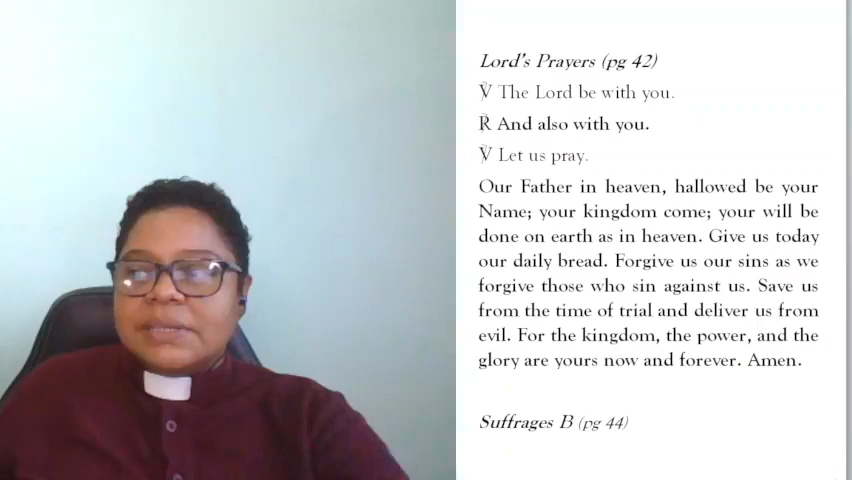 Lord's Prayers (pg 42)
℣ The Lord be with you.
℟ And also with you.
℣ Let us pray.
Our Father in heaven, hallowed be your
Name; your kingdom come; your will be
done on earth as in heaven. Give us today
our daily bread. Forgive us our sins as we
forgive those who sin against us. Save us
from the time of trial and deliver us from
evil. For the kingdom, the power, and the
glory are yours now and forever. Amen.
Suffrages B (pg 44)